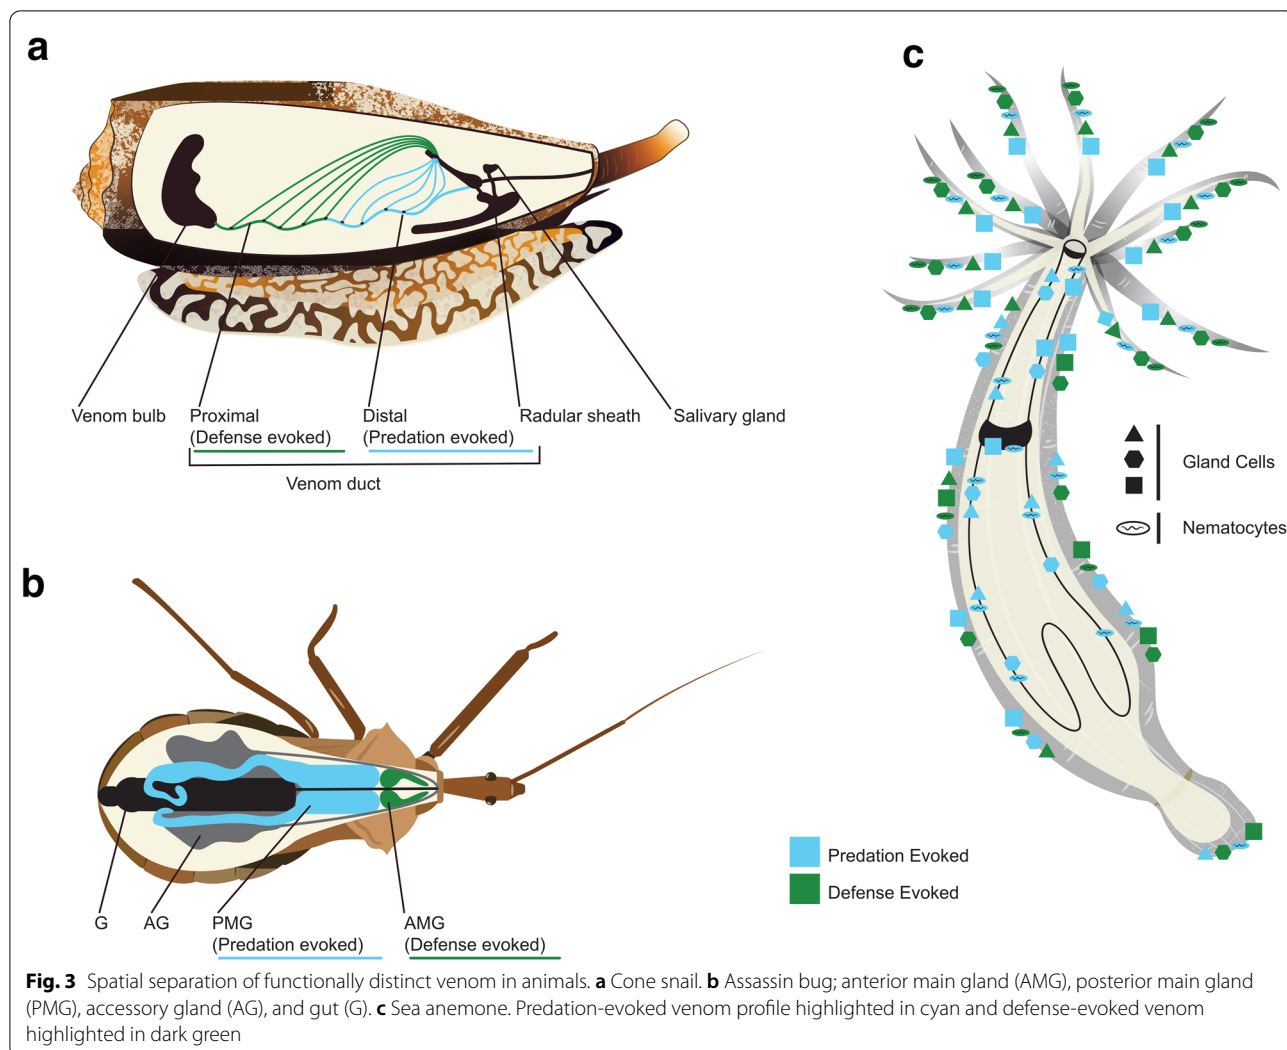 a
Venom bulb
Proximal
(Defense evoked)
Distal
(Predation evoked)
Radular sheath
Salivary gland
Venom duct
b
G
AG
PMG
(Predation evoked)
AMG
(Defense evoked)
c
Gland Cells
Nematocytes
Predation Evoked
Defense Evoked
Fig. 3 Spatial separation of functionally distinct venom in animals. a Cone snail. b Assassin bug; anterior main gland (AMG), posterior main gland
(PMG), accessory gland (AG), and gut (G). c Sea anemone. Predation-evoked venom profile highlighted in cyan and defense-evoked venom
highlighted in dark green